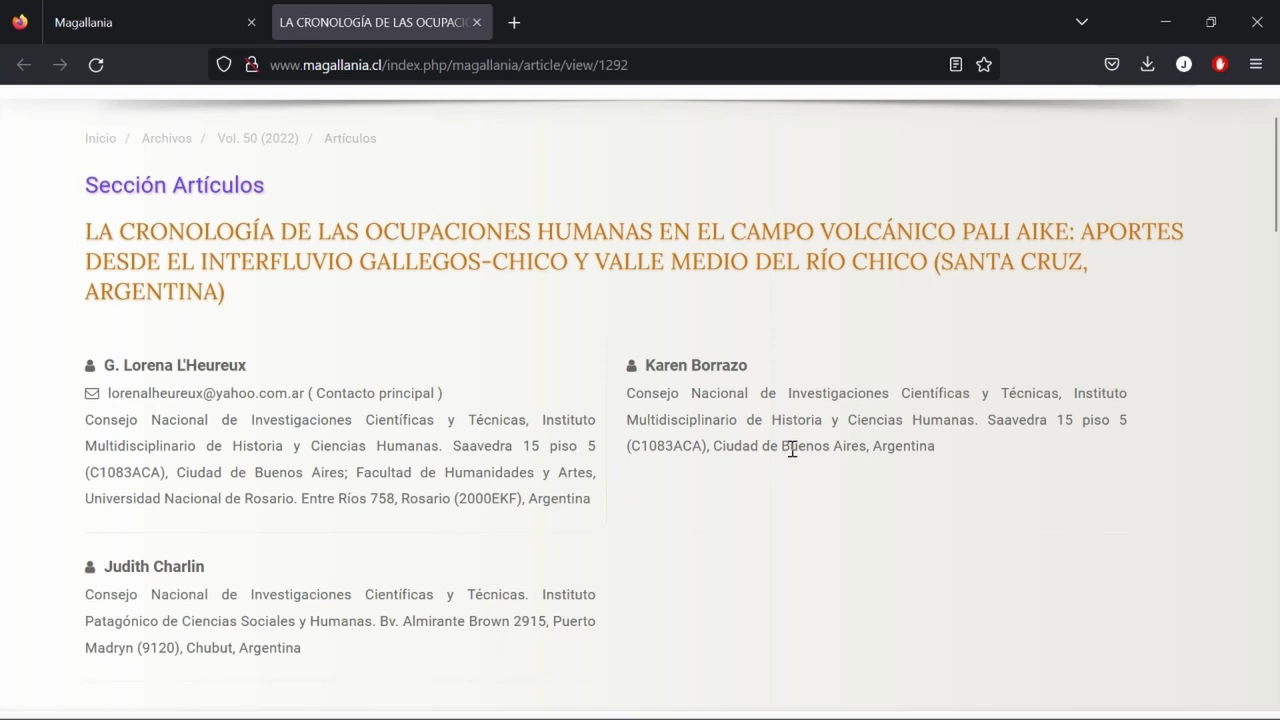 Magallania
LA CRONOLOGÍA DE LAS OCUPACIO
www.magallania.cl/index.php/magallania/article/view/1292
J
Inicio / Archivos / Vol. 50 (2022) / Artículos
Sección Artículos
LA CRONOLOGÍA DE LAS OCUPACIONES HUMANAS EN EL CAMPO VOLCÁNICO PALI AIKE: APORTES
DESDE EL INTERFLUVIO GALLEGOS-CHICO Y VALLE MEDIO DEL RÍO CHICO (SANTA CRUZ,
ARGENTINA)
G. Lorena L'Heureux
lorenalheureux@yahoo.com.ar ( Contacto principal )
Consejo Nacional de Investigaciones Científicas y Técnicas, Instituto
Multidisciplinario de Historia y Ciencias Humanas. Saavedra 15 piso 5
(C1083ACA), Ciudad de Buenos Aires; Facultad de Humanidades y Artes,
Universidad Nacional de Rosario. Entre Ríos 758, Rosario (2000EKF), Argentina
Karen Borrazo
Consejo Nacional de Investigaciones Científicas y Técnicas, Instituto
Multidisciplinario de Historia y Ciencias Humanas. Saavedra 15 piso 5
(C1083ACA), Ciudad de Buenos Aires, Argentina
Judith Charlin
Consejo Nacional de Investigaciones Científicas y Técnicas. Instituto
Patagónico de Ciencias Sociales y Humanas. Bv. Almirante Brown 2915, Puerto
Madryn (9120), Chubut, Argentina